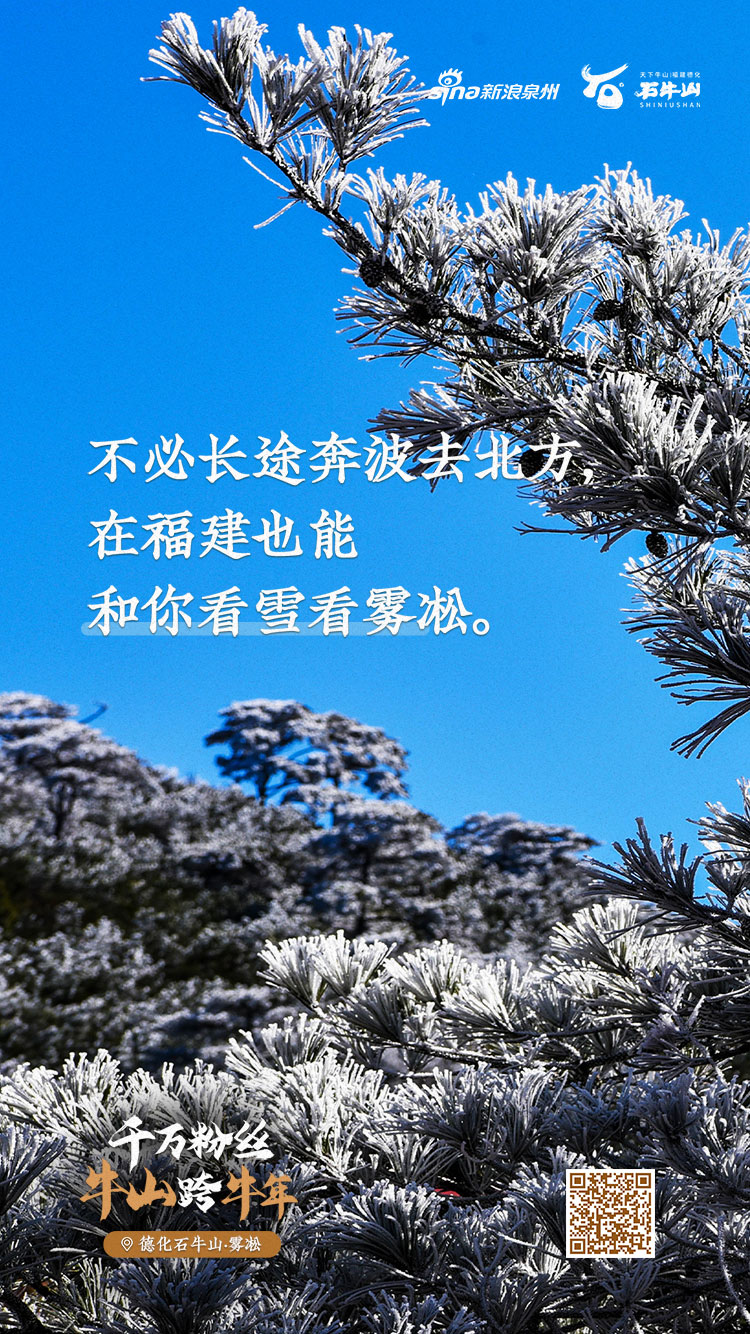 sina新浪泉州
天下牛山|福建德化
石牛山
SHINIUSHAN
不必长途奔波去北方,
在福建也能
和你看雪看雾凇。
千万粉丝
牛山跨牛年
德化石牛山·雾凇